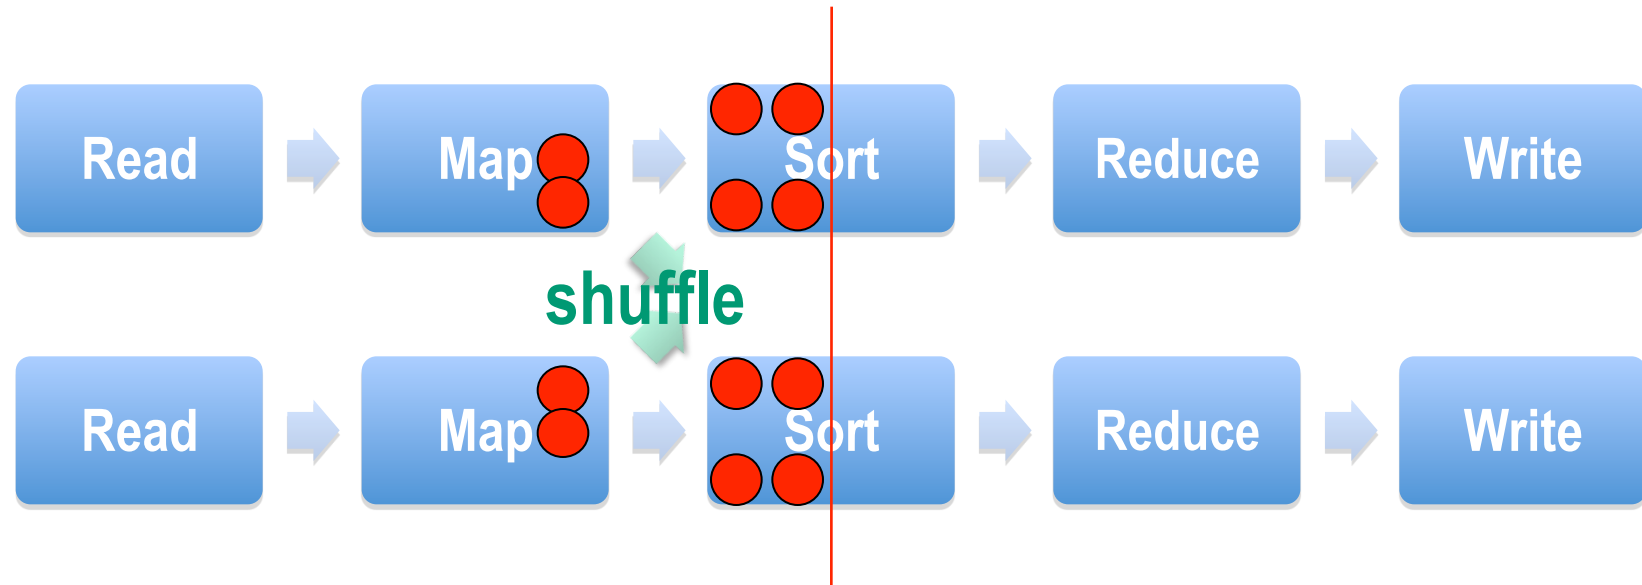 Read
Map
Sort
Reduce
Write
shuffle
Read
Map
Sort
Reduce
Write